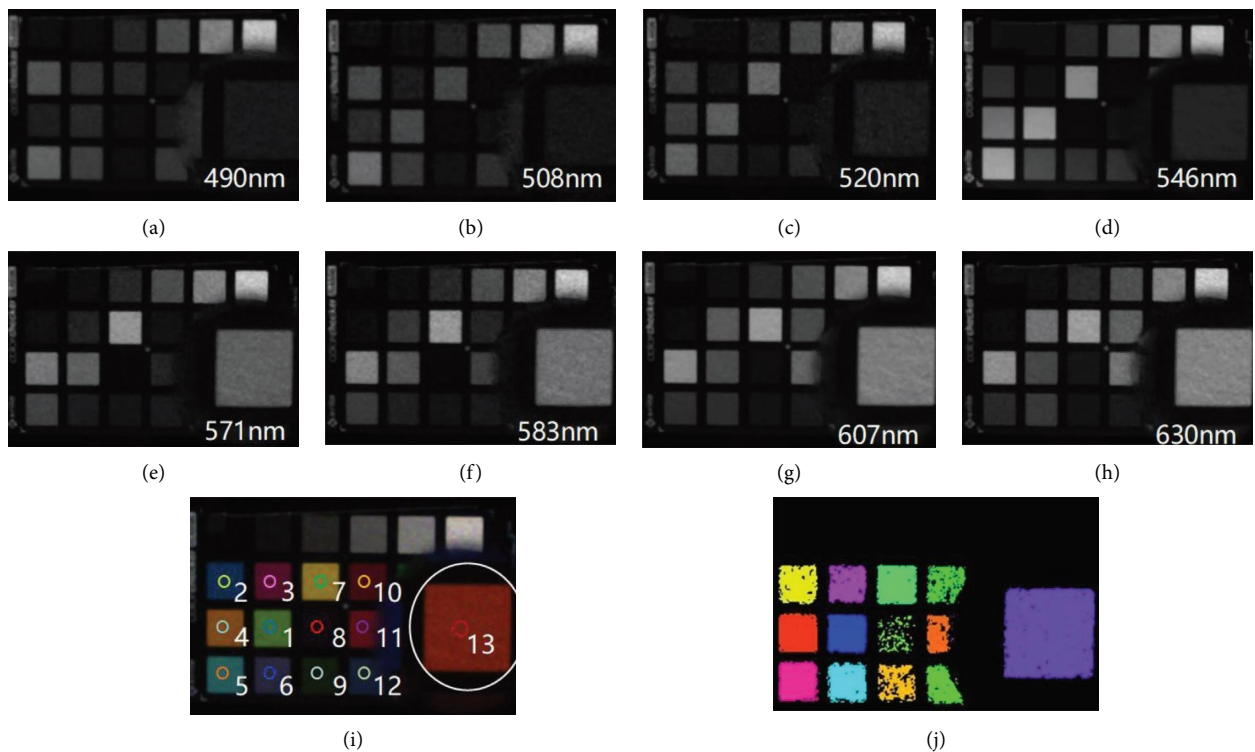 490nm
508nm
520nm
546nm
(a)
(b)
(c)
(d)
571nm
583nm
607nm
630nm
(e)
(f)
(g)
(h)
2 3 7 10
4 1 8 11 13
5 6 9 12
(i)
(j)